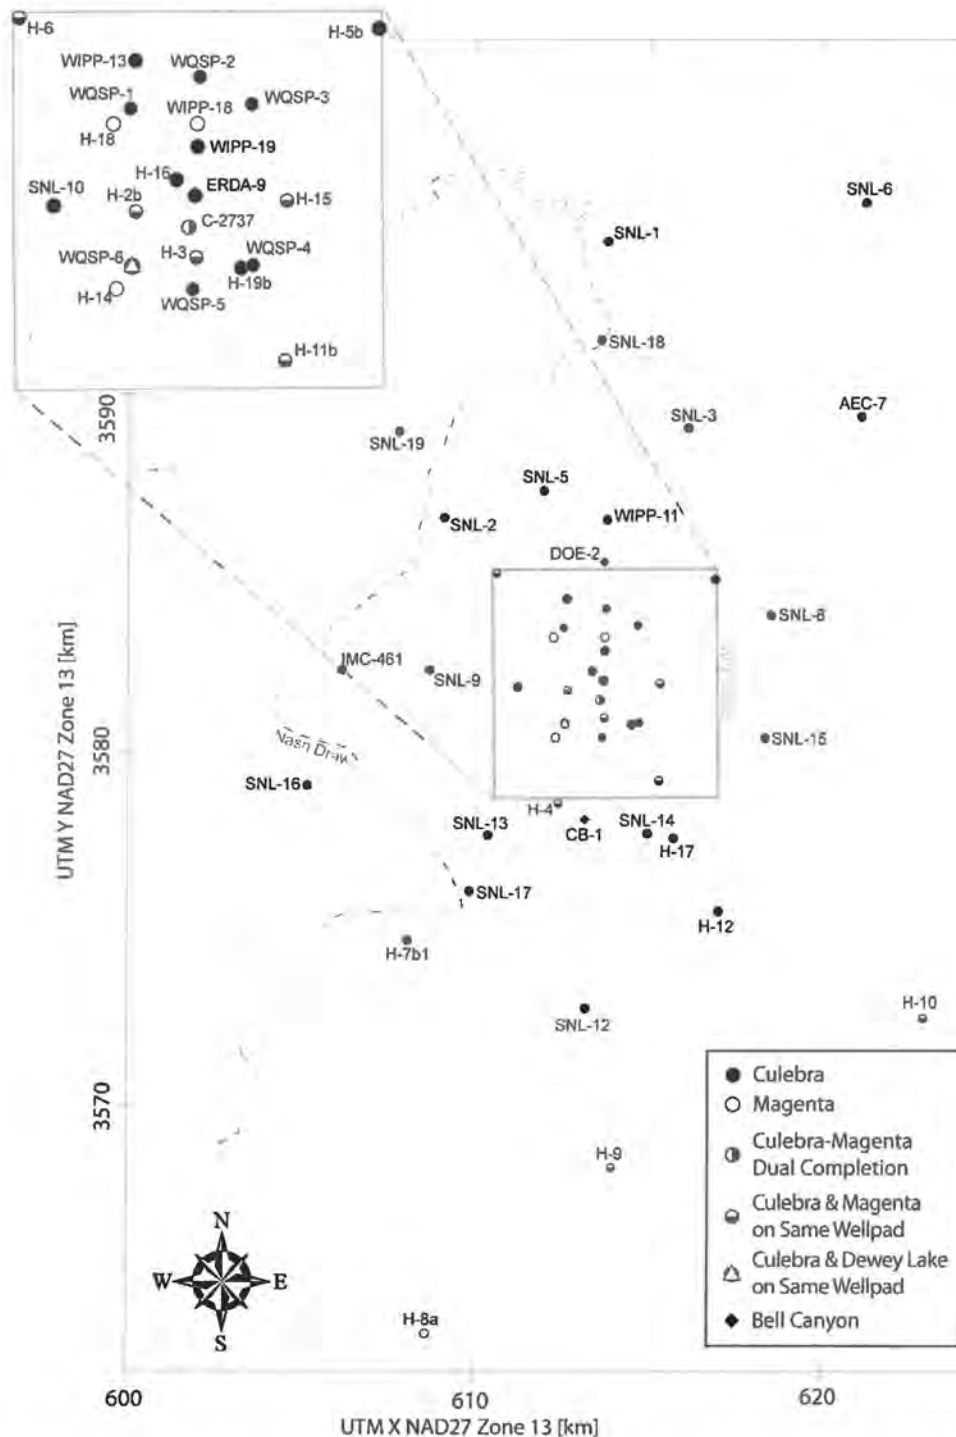 H-6
H-5b
WIPP-13
WQSP-2
WQSP-1
WIPP-18
WQSP-3
H-18
WIPP-19
H-16
SNL-10
H-2b
ERDA-9
H-15
C-2737
WQSP-6
H-3
WQSP-4
H-14
H-19b
WQSP-5
H-11b
SNL-6
SNL-1
SNL-18
3590
SNL-19
SNL-3
AEC-7
SNL-5
SNL-2
WIPP-11
DOE-2
SNL-8
IMC-461
SNL-9
UTM Y NAD27 Zone 13 [km]
3580
Nash Draw
SNL-15
SNL-16
H-4
SNL-13
CB-1
SNL-14
H-17
SNL-17
H-12
H-7b1
SNL-12
H-10
3570
H-9
Culebra
Magenta
Culebra-Magenta
Dual Completion
Culebra & Magenta
on Same Wellpad
Culebra & Dewey Lake
on Same Wellpad
Bell Canyon
N
W
E
S
H-8a
600
610
620
UTM X NAD27 Zone 13 [km]